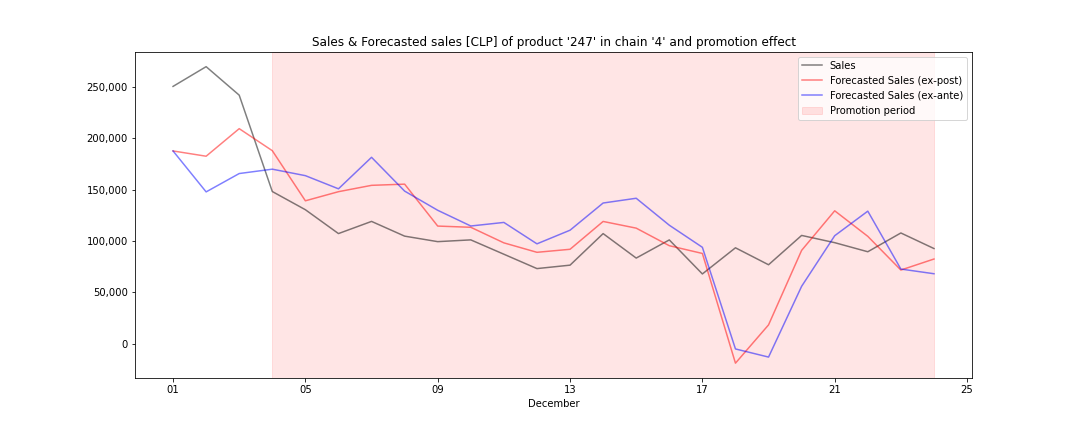 Sales & Forecasted sales [CLP] of product '247' in chain '4' and promotion effect
Sales
Forecasted Sales (ex-post)
Forecasted Sales (ex-ante)
Promotion period
250,000
200,000
150,000
100,000
50,000
0
01 05 09 13 17 21 25
December